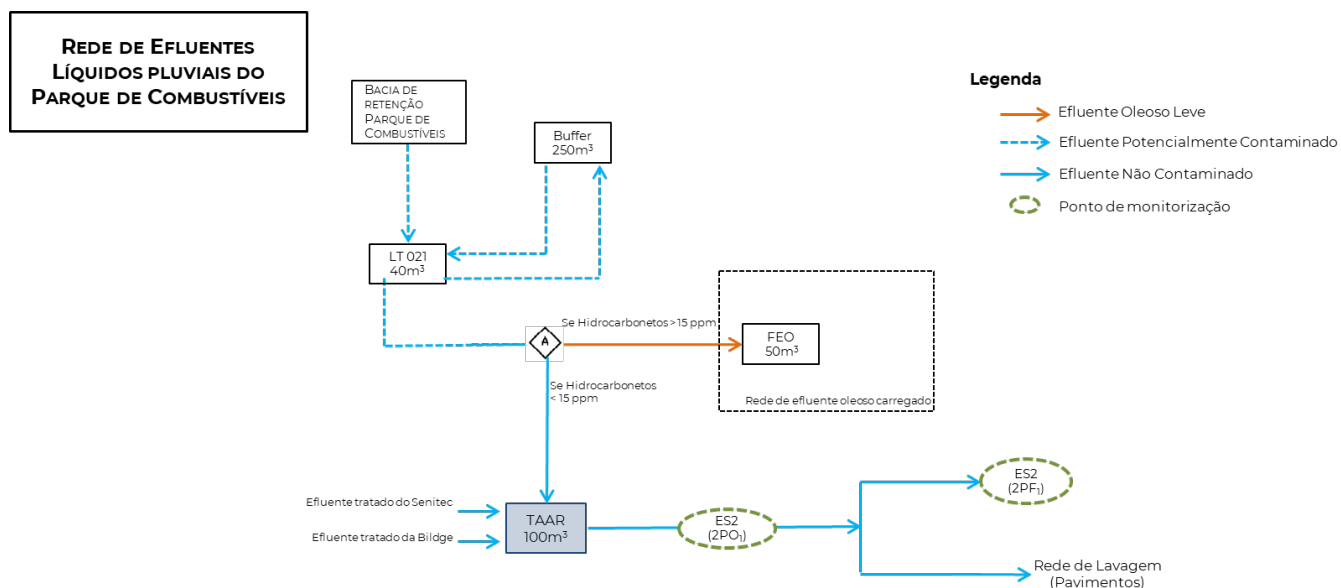 REDE DE EFLUENTES
LÍQUIDOS PLUVIAIS DO
PARQUE DE COMBUSTÍVEIS
BACIA DE
RETENÇÃO
PARQUE DE
COMBUSTÍVEIS
Buffer
250m³
Legenda
Efluente Oleoso Leve
Efluente Potencialmente Contaminado
Efluente Não Contaminado
Ponto de monitorização
LT 021
40m³
A
Se Hidrocarbonetos > 15 ppm
FEO
50m³
Rede de efluente oleoso carregado
Se Hidrocarbonetos
< 15 ppm
Efluente tratado do Senitec
Efluente tratado da Bildge
TAAR
100m³
ES2
(2PO₁)
ES2
(2PF₁)
Rede de Lavagem
(Pavimentos)